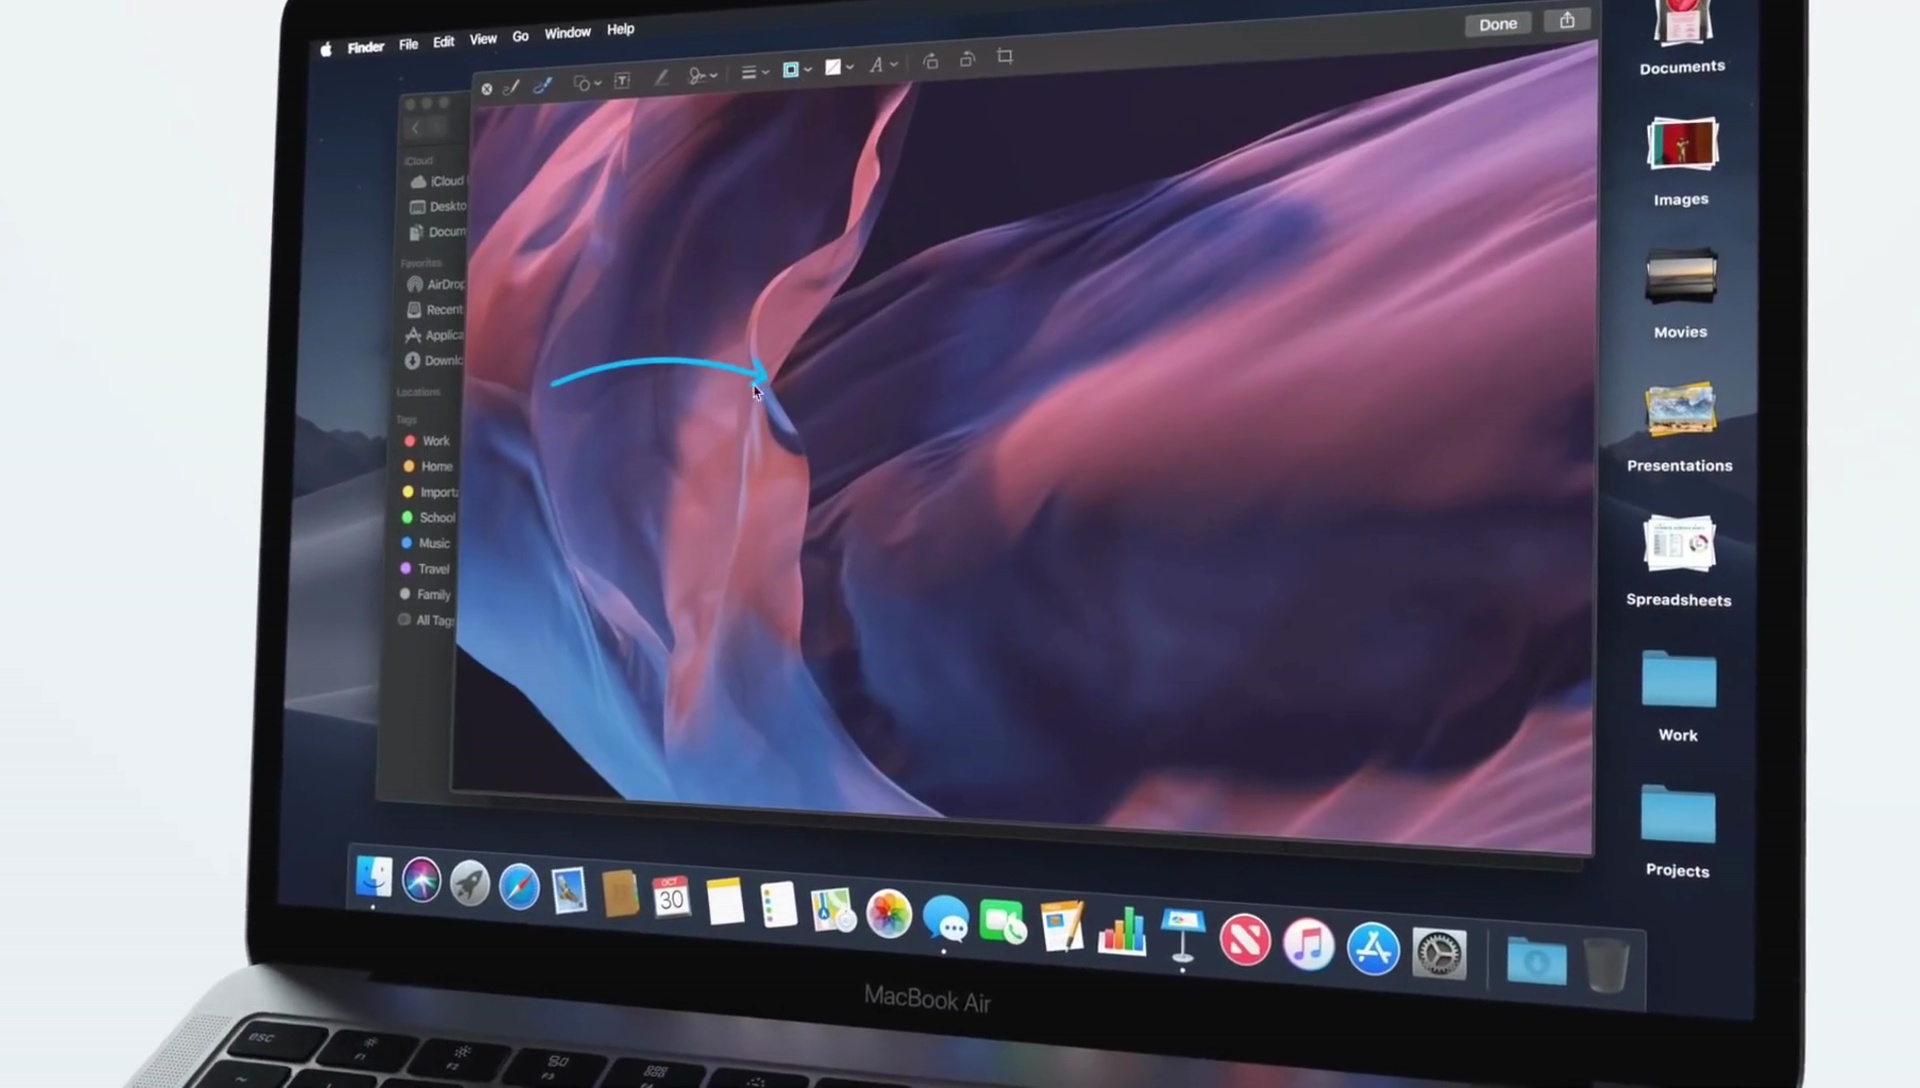 Finder File Edit View Go Window Help
Done
Documents
iCloud
iCloud
Deskto
Docum
Images
Favorites
AirDrop
Recent
Applica
Downlo
Movies
Locations
Tags
Work
Home
Importa
School
Music
Travel
Family
All Tags
Presentations
Spreadsheets
Work
Projects
OCT
30
MacBook Air
esc
F1
F2
F3
F4